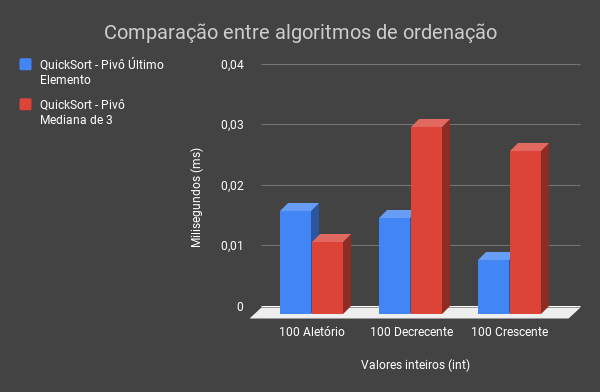 Comparação entre algoritmos de ordenação
QuickSort - Pivô Último
Elemento
QuickSort - Pivô
Mediana de 3
Milisegundos (ms)
0,04
0,03
0,02
0,01
0
100 Aletório
100 Decrecente
100 Crescente
Valores inteiros (int)